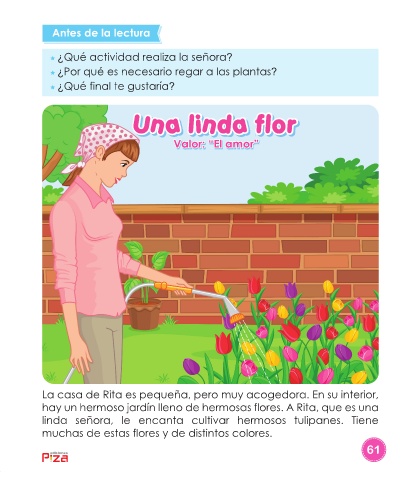 Antes de la lectura
¿Qué actividad realiza la señora?
¿Por qué es necesario regar a las plantas?
¿Qué final te gustaría?
Una linda flor
Valor: "El amor"
La casa de Rita es pequeña, pero muy acogedora. En su interior,
hay un hermoso jardín lleno de hermosas flores. A Rita, que es una
linda señora, le encanta cultivar hermosos tulipanes. Tiene
muchas de estas flores y de distintos colores.
61